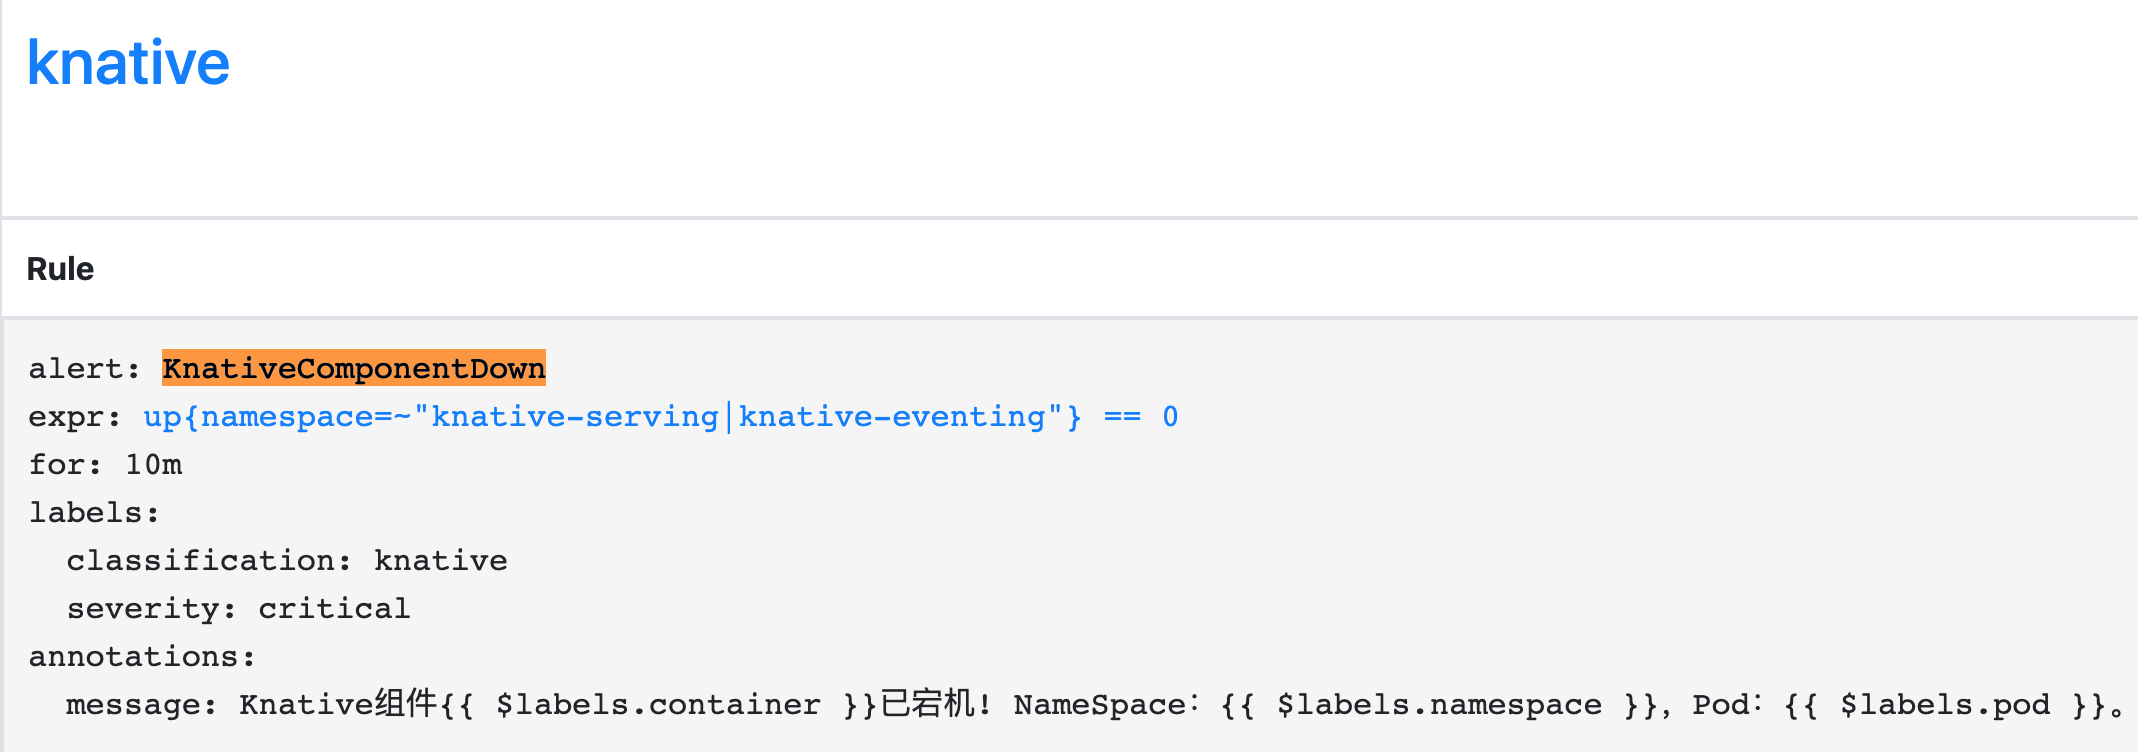 knative
Rule
alert: KnativeComponentDown
expr: up{namespace=~"knative-serving|knative-eventing"} == 0
for: 10m
labels:
  classification: knative
  severity: critical
annotations:
  message: Knative组件{{ $labels.container }}已宕机! NameSpace: {{ $labels.namespace }}, Pod: {{ $labels.pod }}。